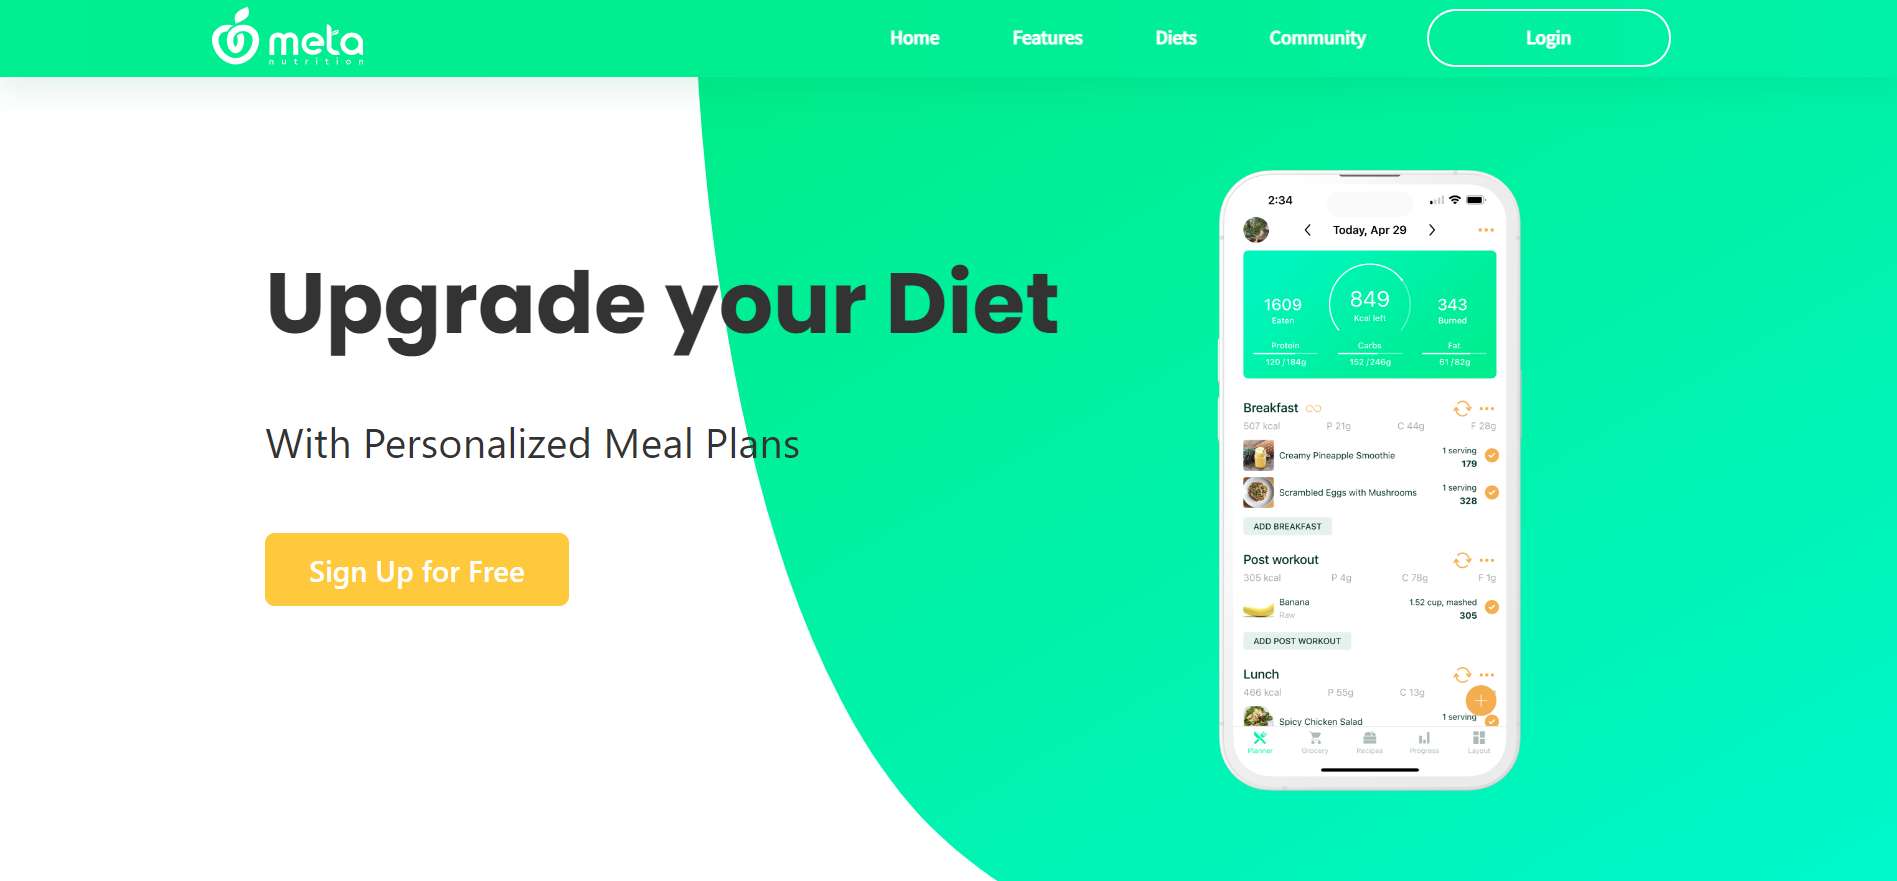 meta
nutrition
Home Features Diets Community Login
Upgrade your Diet
With Personalized Meal Plans
Sign Up for Free
2:34
Today, Apr 29
1609 849 343
Eaten Kcal left Burned
Protein Carbs Fat
120 /184g 152 /246g 61 /82g
Breakfast
507 kcal P 21g C 44g F 28g
Creamy Pineapple Smoothie 1 serving
179
Scrambled Eggs with Mushrooms 1 serving
328
ADD BREAKFAST
Post workout
305 kcal P 4g C 78g F 1g
Banana 1.52 cup, mashed
Raw 305
ADD POST WORKOUT
Lunch
466 kcal P 55g C 13g
Spicy Chicken Salad 1 serving
Planner Grocery Recipes Progress Layout